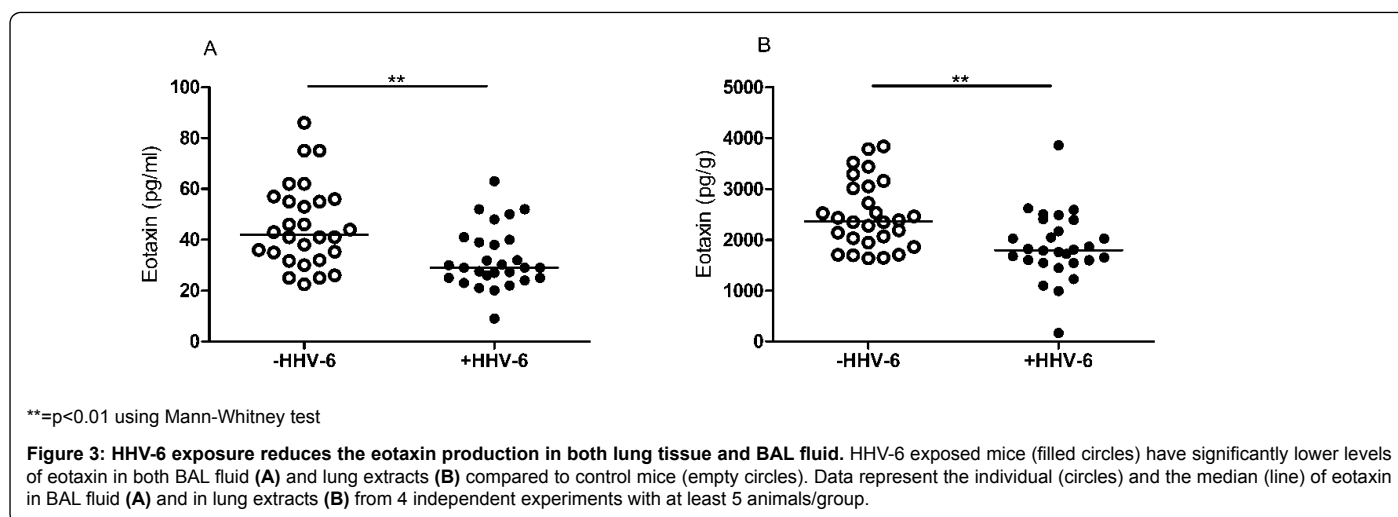 A
**
100
80
60
40
20
0
Eotaxin (pg/ml)
-HHV-6
+HHV-6
B
**
5000
4000
3000
2000
1000
0
Eotaxin (pg/g)
-HHV-6
+HHV-6
**=p<0.01 using Mann-Whitney test
Figure 3: HHV-6 exposure reduces the eotaxin production in both lung tissue and BAL fluid. HHV-6 exposed mice (filled circles) have significantly lower levels
of eotaxin in both BAL fluid (A) and lung extracts (B) compared to control mice (empty circles). Data represent the individual (circles) and the median (line) of eotaxin
in BAL fluid (A) and in lung extracts (B) from 4 independent experiments with at least 5 animals/group.